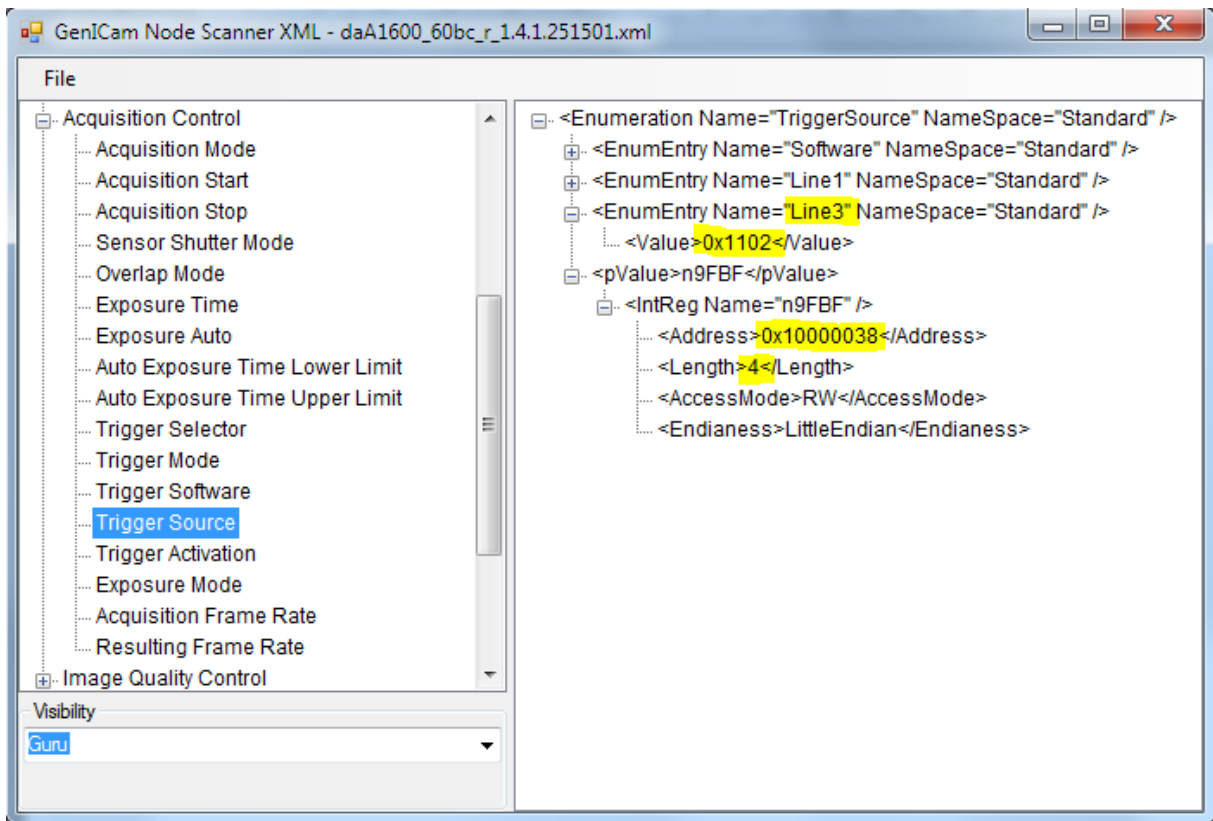 GenICam Node Scanner XML - daA1600_60bc_r_1.4.1.251501.xml
File
Acquisition Control
Acquisition Mode
Acquisition Start
Acquisition Stop
Sensor Shutter Mode
Overlap Mode
Exposure Time
Exposure Auto
Auto Exposure Time Lower Limit
Auto Exposure Time Upper Limit
Trigger Selector
Trigger Mode
Trigger Software
Trigger Source
Trigger Activation
Exposure Mode
Acquisition Frame Rate
Resulting Frame Rate
Image Quality Control
Visibility
Guru
<Enumeration Name="TriggerSource" NameSpace="Standard" />
<EnumEntry Name="Software" NameSpace="Standard" />
<EnumEntry Name="Line1" NameSpace="Standard" />
<EnumEntry Name="Line3" NameSpace="Standard" />
<Value>0x1102</Value>
<pValue>n9FBF</pValue>
<IntReg Name="n9FBF" />
<Address>0x10000038</Address>
<Length>4</Length>
<AccessMode>RW</AccessMode>
<Endianess>LittleEndian</Endianess>